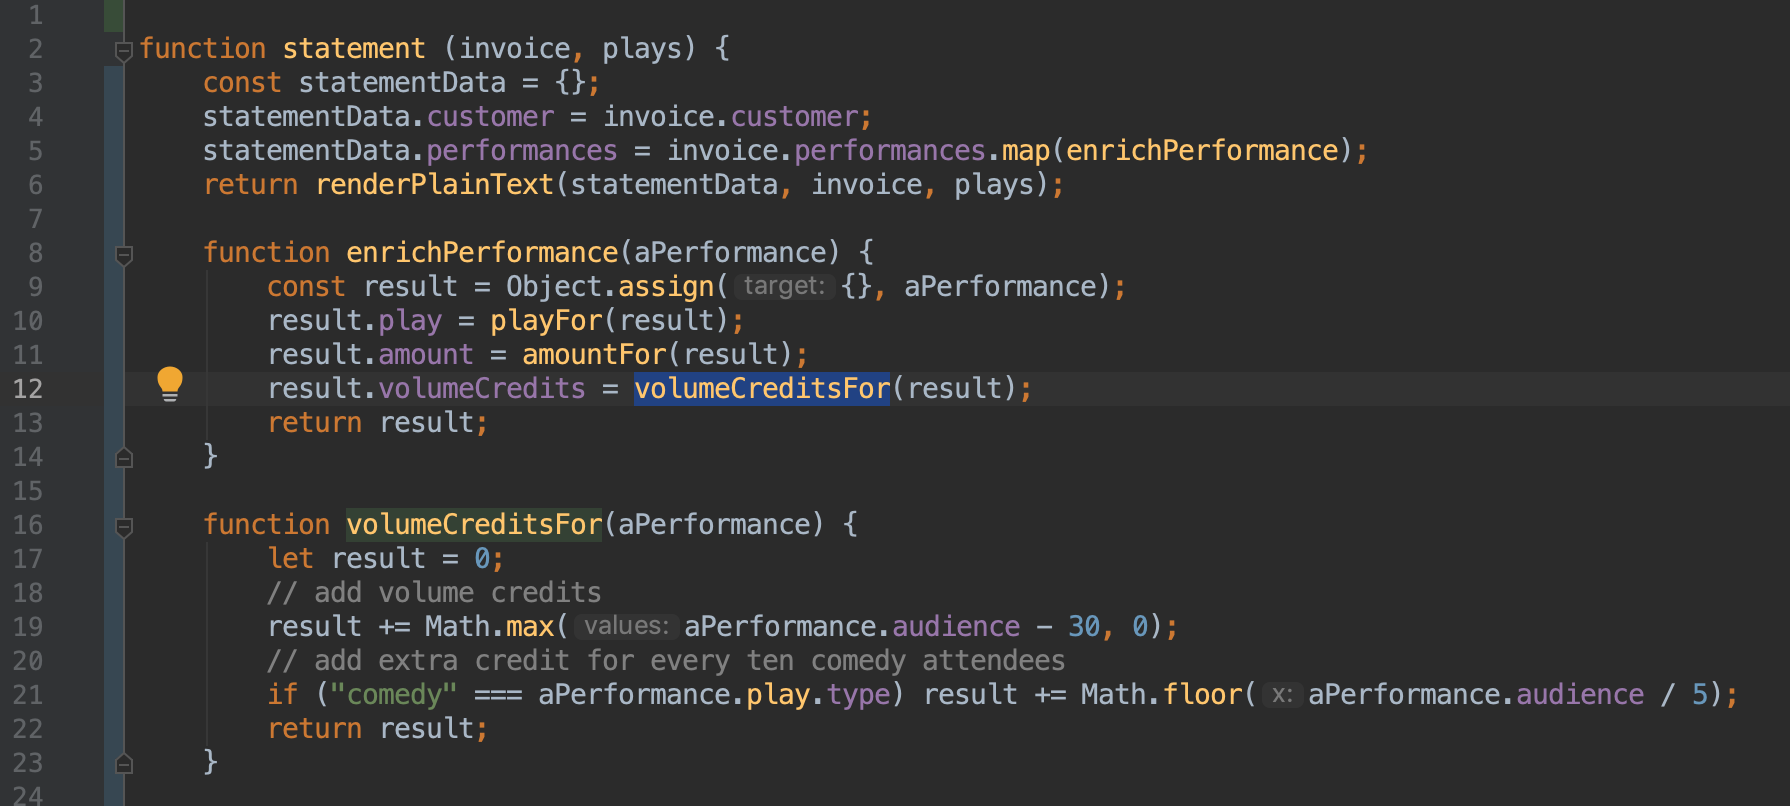 1
2 function statement (invoice, plays) {
3 const statementData = {};
4 statementData.customer = invoice.customer;
5 statementData.performances = invoice.performances.map(enrichPerformance);
6 return renderPlainText(statementData, invoice, plays);
7
8 function enrichPerformance(aPerformance) {
9 const result = Object.assign( target: {}, aPerformance);
10 result.play = playFor(result);
11 result.amount = amountFor(result);
12 result.volumeCredits = volumeCreditsFor(result);
13 return result;
14 }
15
16 function volumeCreditsFor(aPerformance) {
17 let result = 0;
18 // add volume credits
19 result += Math.max( values: aPerformance.audience - 30, 0);
20 // add extra credit for every ten comedy attendees
21 if ("comedy" === aPerformance.play.type) result += Math.floor( x: aPerformance.audience / 5);
22 return result;
23 }
24